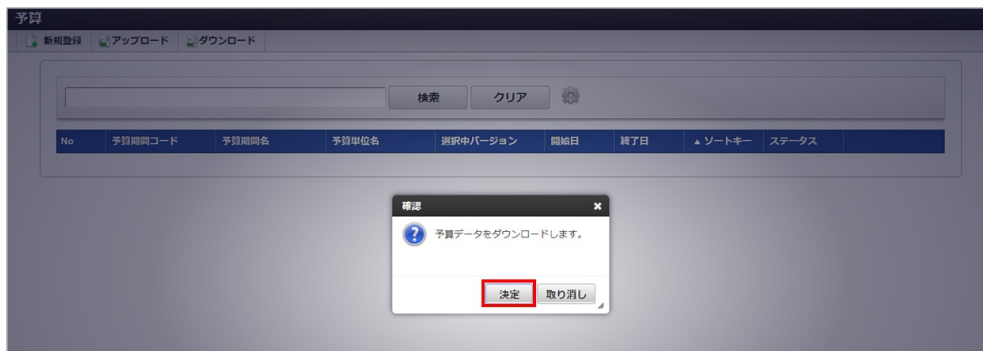 予算
新規登録 アップロード ダウンロード
検索 クリア
No 予算期間コード 予算期間名 予算単位名 選択中バージョン 開始日 終了日 ▲ ソートキー ステータス
確認
予算データをダウンロードします。
決定 取り消し